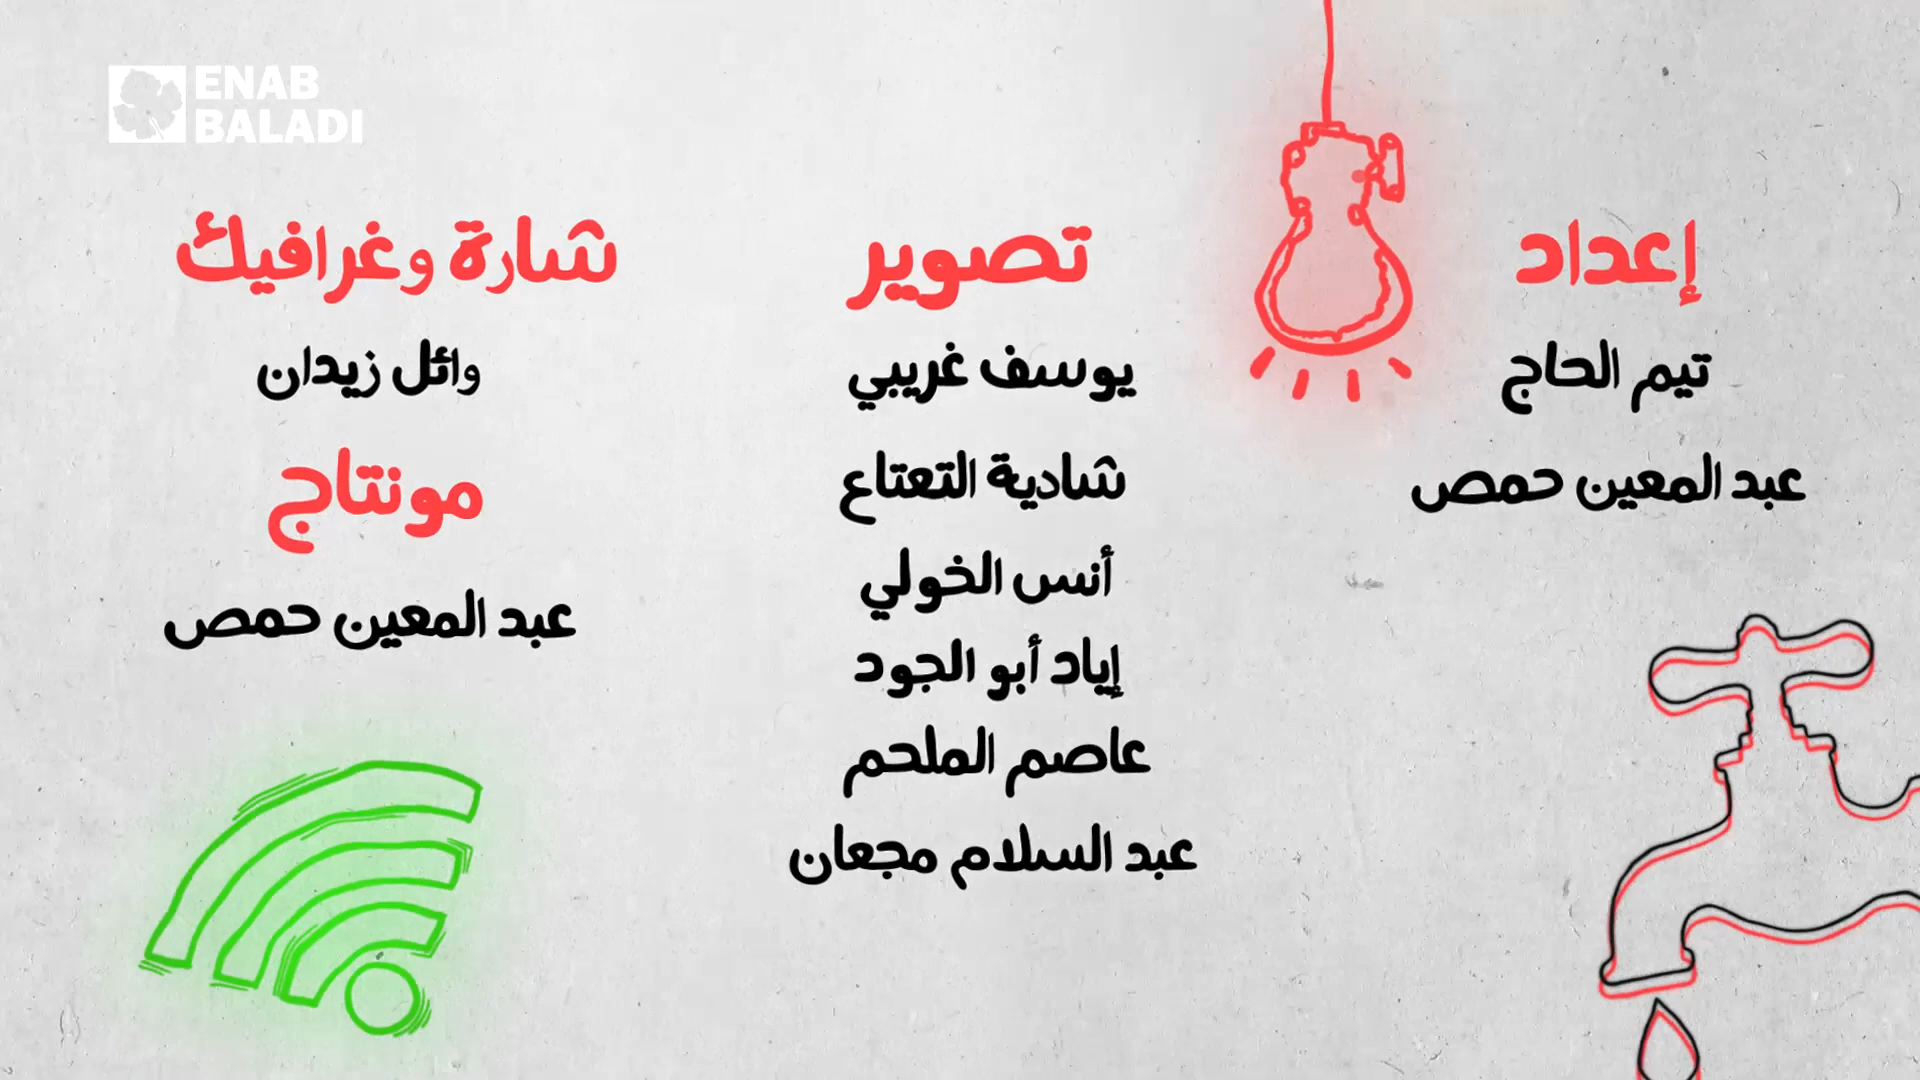 ENAB
BALADI
إعداد
تيم الحاج
عبد المعين حمص
تصوير
يوسف غريبي
شادية التعتاع
أنس الخولي
إياد أبو الجود
عاصم الملحم
عبد السلام مجعان
شارة وغرافيك
وائل زيدان
مونتاج
عبد المعين حمص